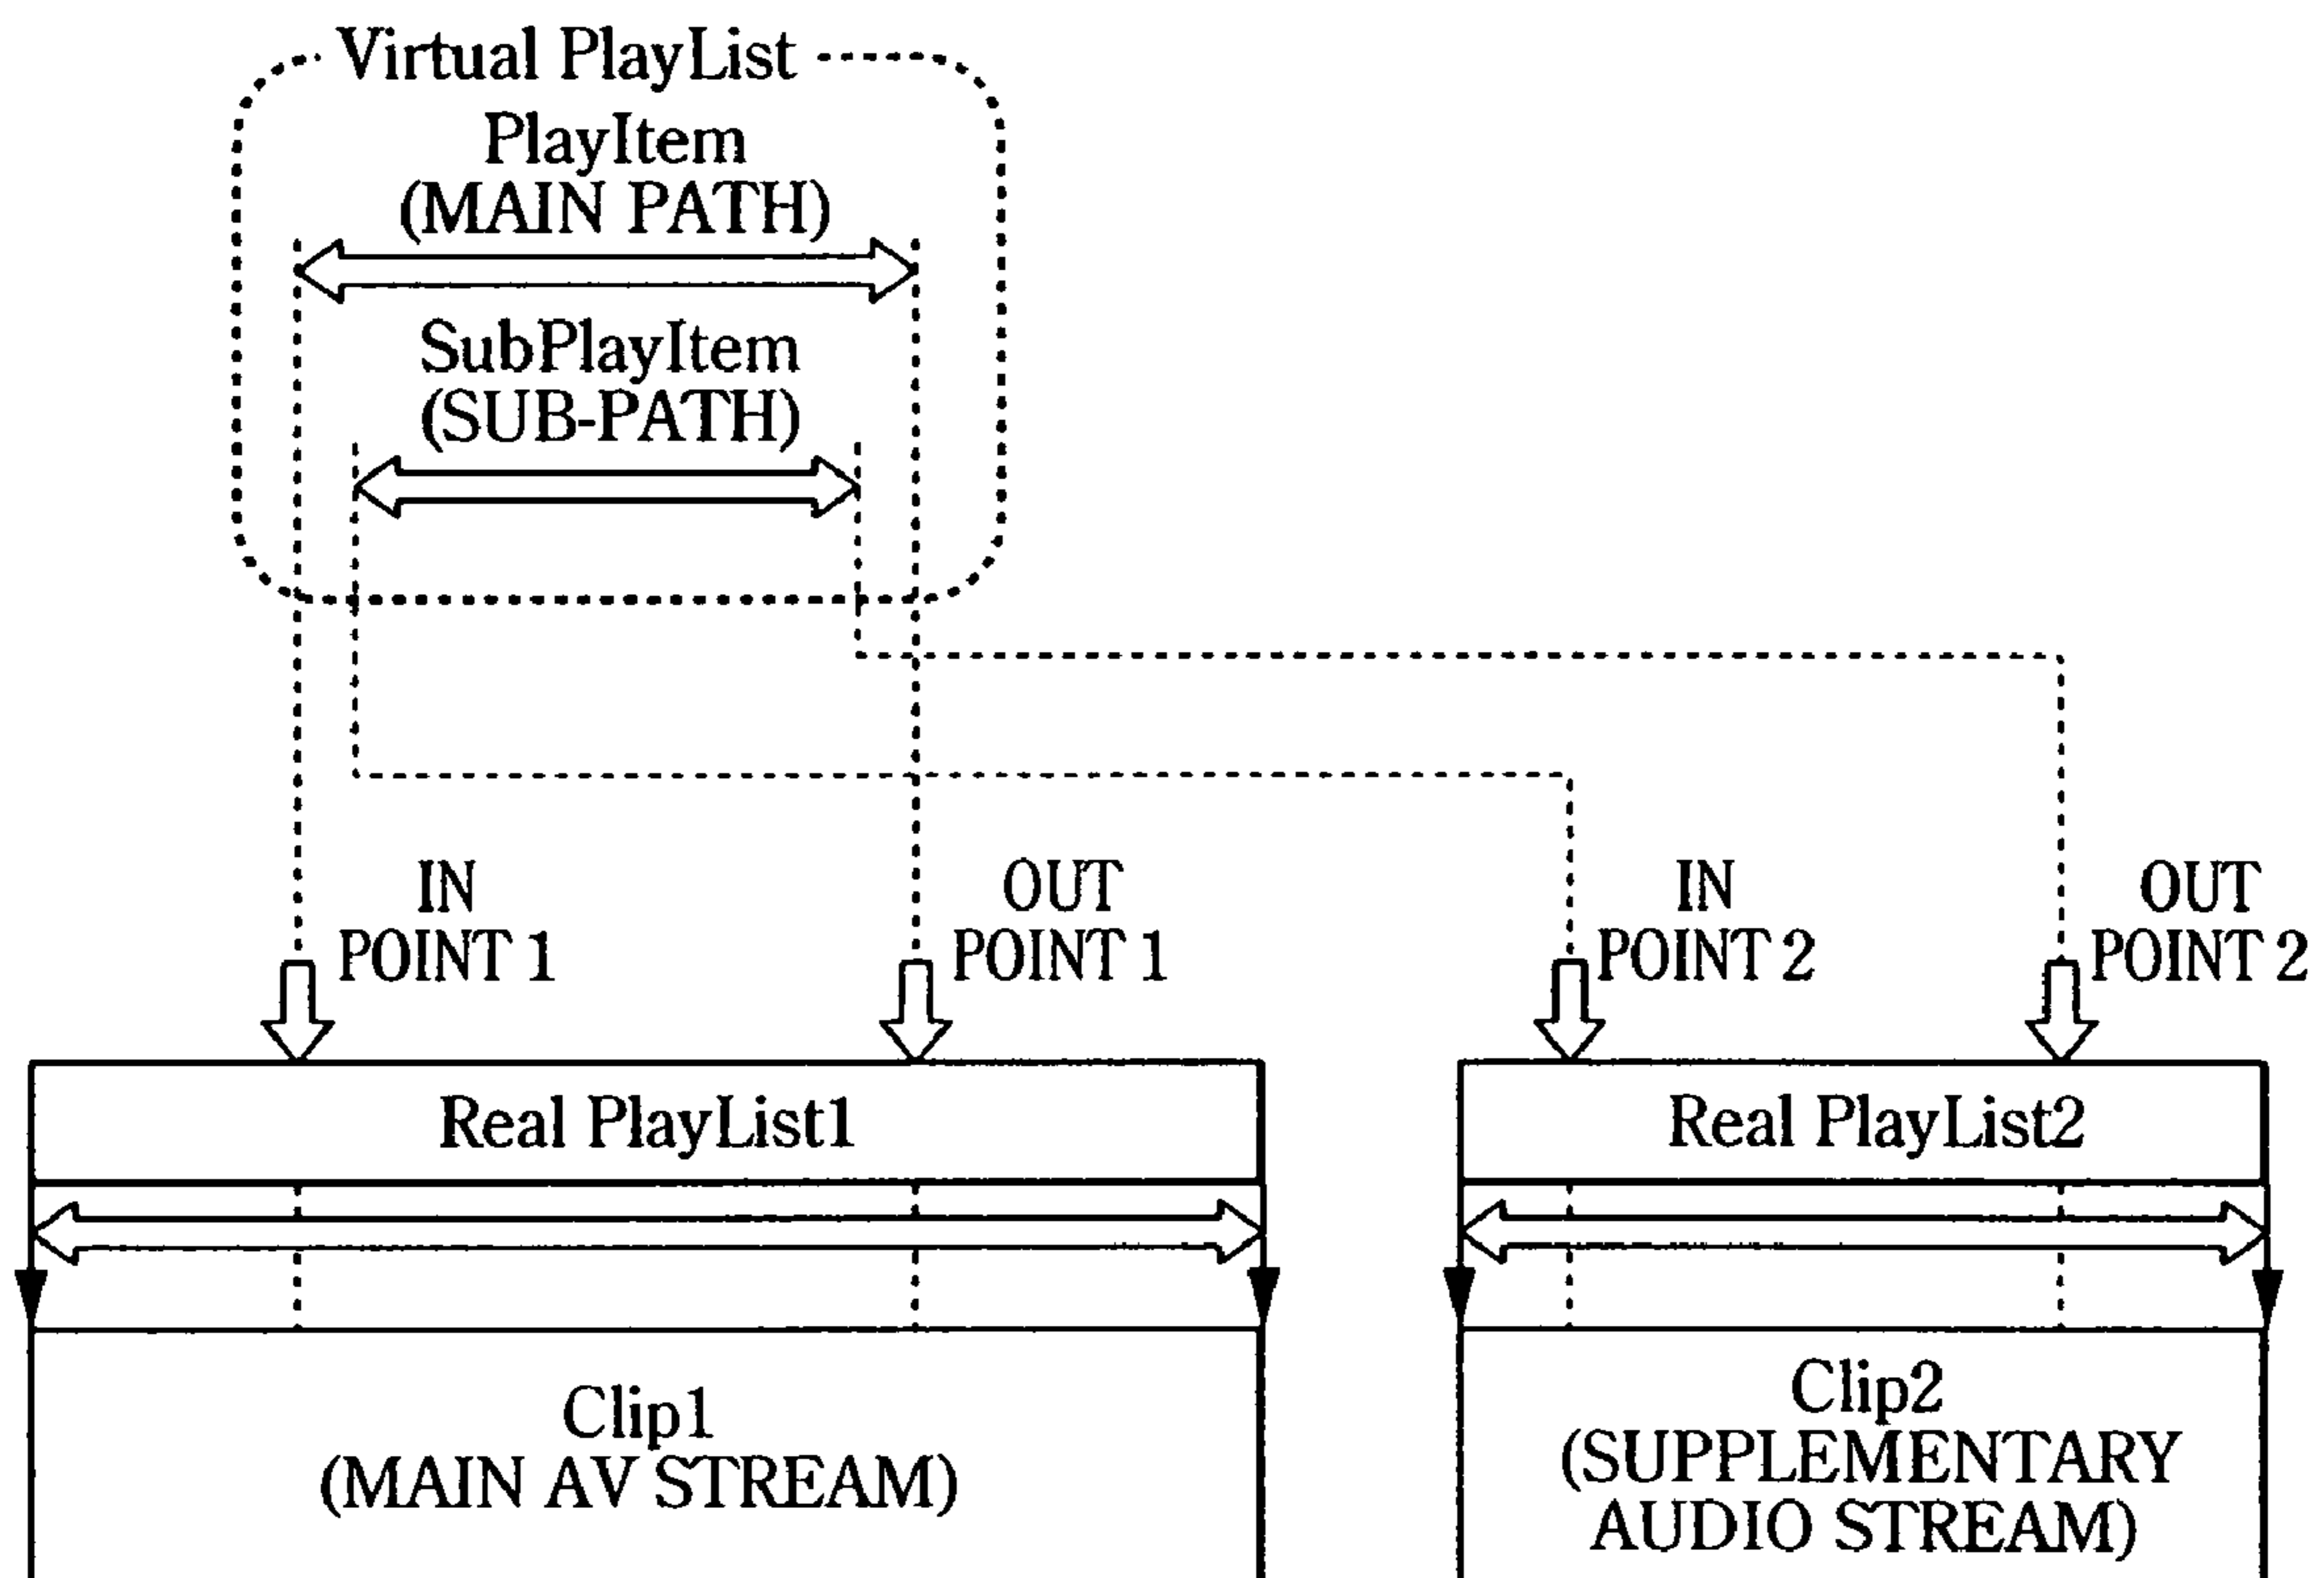 Virtual PlayList
PlayItem
(MAIN PATH)
SubPlayItem
(SUB-PATH)
IN
POINT 1
OUT
POINT 1
IN
POINT 2
OUT
POINT 2
Real PlayList1
Real PlayList2
Clip1
(MAIN AV STREAM)
Clip2
(SUPPLEMENTARY
AUDIO STREAM)